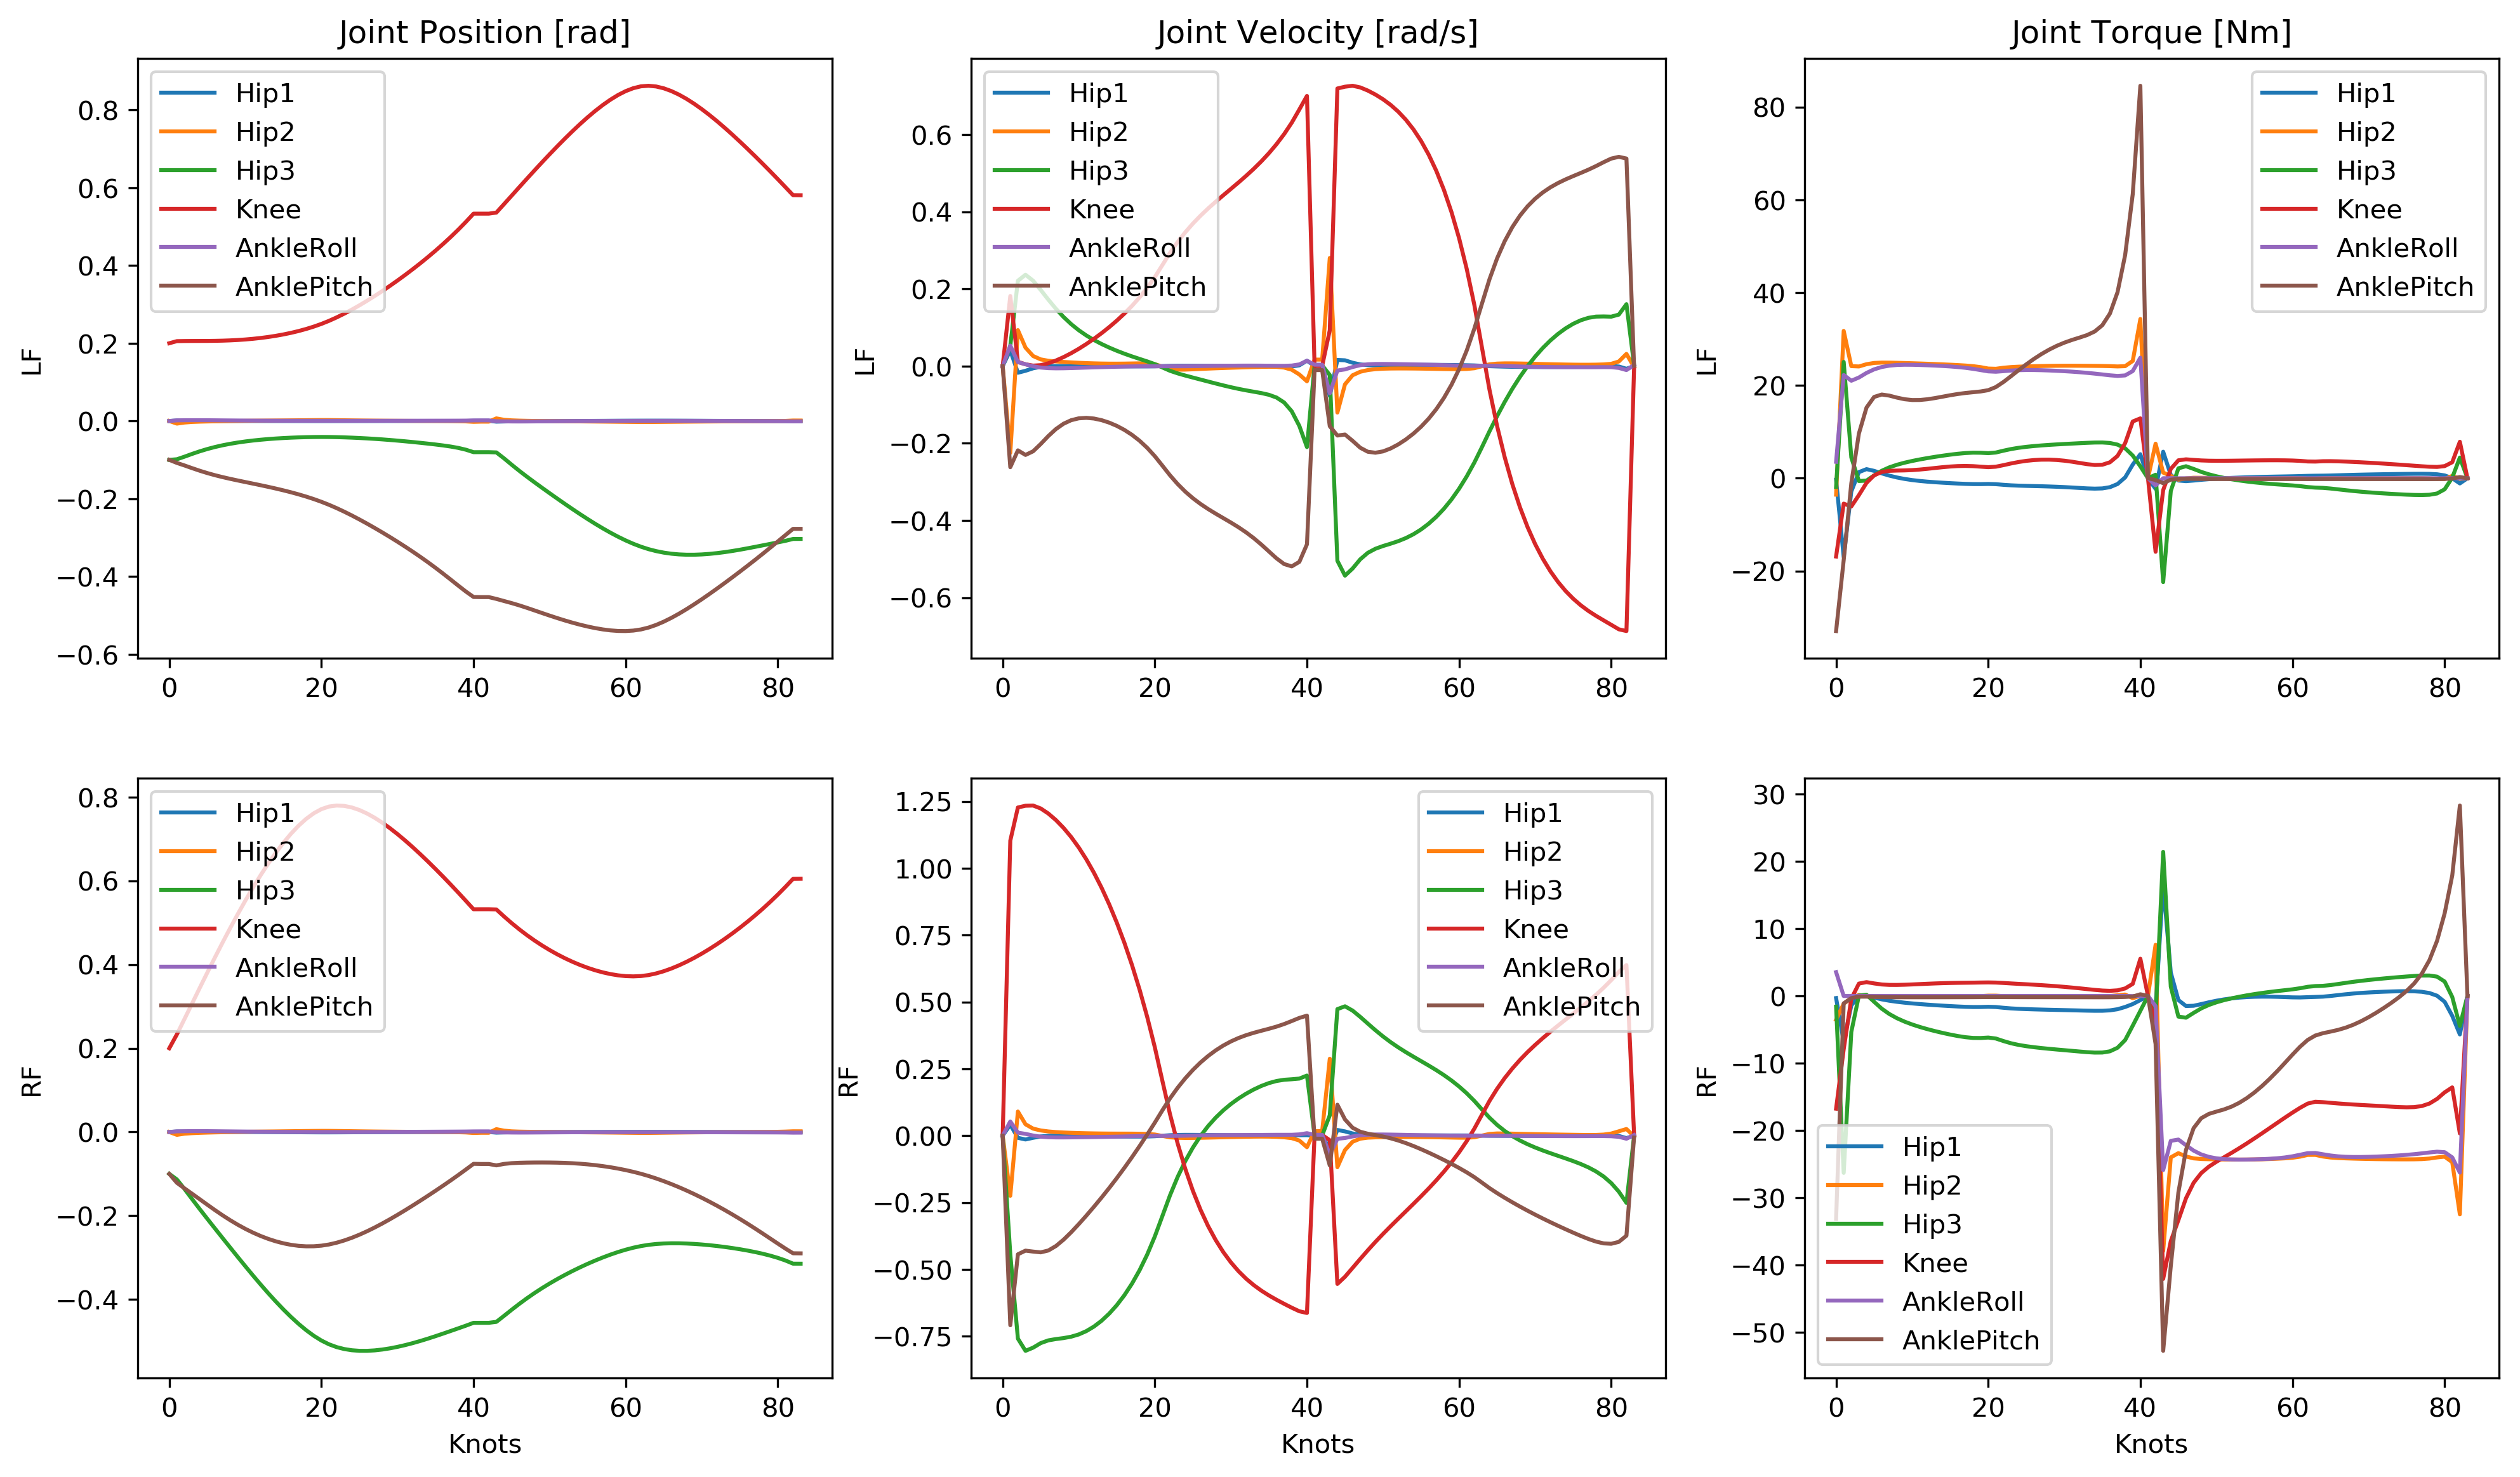 Joint Position [rad]
Joint Velocity [rad/s]
Joint Torque [Nm]
LF
0.8
0.6
0.4
0.2
0.0
−0.2
−0.4
−0.6
0 20 40 60 80
Hip1
Hip2
Hip3
Knee
AnkleRoll
AnklePitch
LF
0.6
0.4
0.2
0.0
−0.2
−0.4
−0.6
0 20 40 60 80
Hip1
Hip2
Hip3
Knee
AnkleRoll
AnklePitch
LF
80
60
40
20
0
−20
0 20 40 60 80
Hip1
Hip2
Hip3
Knee
AnkleRoll
AnklePitch
RF
0.8
0.6
0.4
0.2
0.0
−0.2
−0.4
0 20 40 60 80
Knots
Hip1
Hip2
Hip3
Knee
AnkleRoll
AnklePitch
RF
1.25
1.00
0.75
0.50
0.25
0.00
−0.25
−0.50
−0.75
0 20 40 60 80
Knots
Hip1
Hip2
Hip3
Knee
AnkleRoll
AnklePitch
RF
30
20
10
0
−10
−20
−30
−40
−50
0 20 40 60 80
Knots
Hip1
Hip2
Hip3
Knee
AnkleRoll
AnklePitch